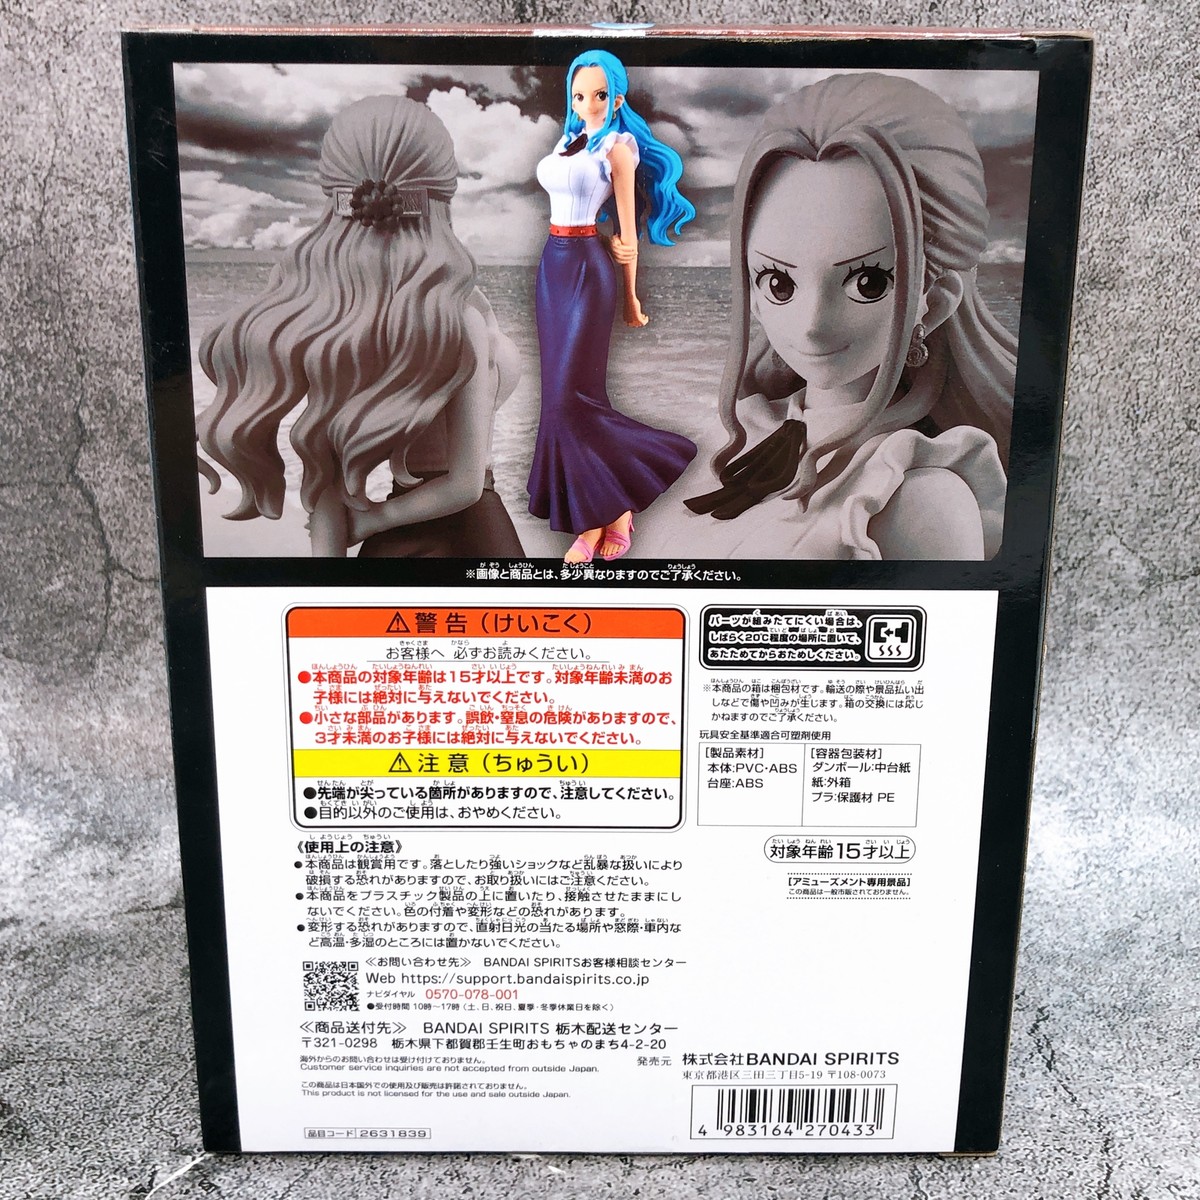 ※画像と商品とは、多少異なりますのでご了承ください。
⚠警告（けいこく）
お客様へ 必ずお読みください。
●本商品の対象年齢は15才以上です。対象年齢未満のお
子様には絶対に与えないでください。
●小さな部品があります。誤飲・窒息の危険がありますので、
3才未満のお子様には絶対に与えないでください。
⚠注意（ちゅうい）
●先端が尖っている箇所がありますので、注意してください。
●目的以外のご使用は、おやめください。
《使用上の注意》
●本商品は観賞用です。落としたり強いショックなど乱暴な扱いにより
破損する恐れがありますので、お取り扱いにはご注意ください。
●本商品をプラスチック製品の上に置いたり、接触させたままにし
ないでください。色の付着や変形などの恐れがあります。
●変形する恐れがありますので、直射日光の当たる場所や窓際・車内な
ど高温・多湿のところには置かないでください。
≪お問い合わせ先≫ BANDAI SPIRITSお客様相談センター
Web https://support.bandaispirits.co.jp
ナビダイヤル 0570-078-001
●受付時間 10時〜17時（土、日、祝日、夏季・冬季休業日を除く）
≪商品送付先≫ BANDAI SPIRITS 栃木配送センター
〒321-0298 栃木県下都賀郡壬生町おもちゃのまち4-2-20
海外からのお問い合わせは受け付けておりません。
Customer service inquiries are not accepted from outside Japan.
この商品は日本国外での使用及び販売は許諾されておりません。
This product is not licensed for the use and sale outside Japan.
品目コード 2631839
パーツが組みたてにくい場合は、
しばらく20℃程度の場所に置いて、
あたためてからおためしください。
※本商品の箱は梱包材です。輸送の際や景品払い出
しなどで傷や凹みが生じます。箱の交換には応じ
かねますのでご了承ください。
玩具安全基準適合可塑剤使用
[製品素材]
本体:PVC・ABS
台座:ABS
[容器包装材]
ダンボール:中台紙
紙:外箱
プラ:保護材 PE
対象年齢15才以上
[アミューズメント専用景品]
この商品は一般市販されておりません。
発売元 株式会社BANDAI SPIRITS
東京都港区三田三丁目5-19 〒108-0073
4 983164 270433